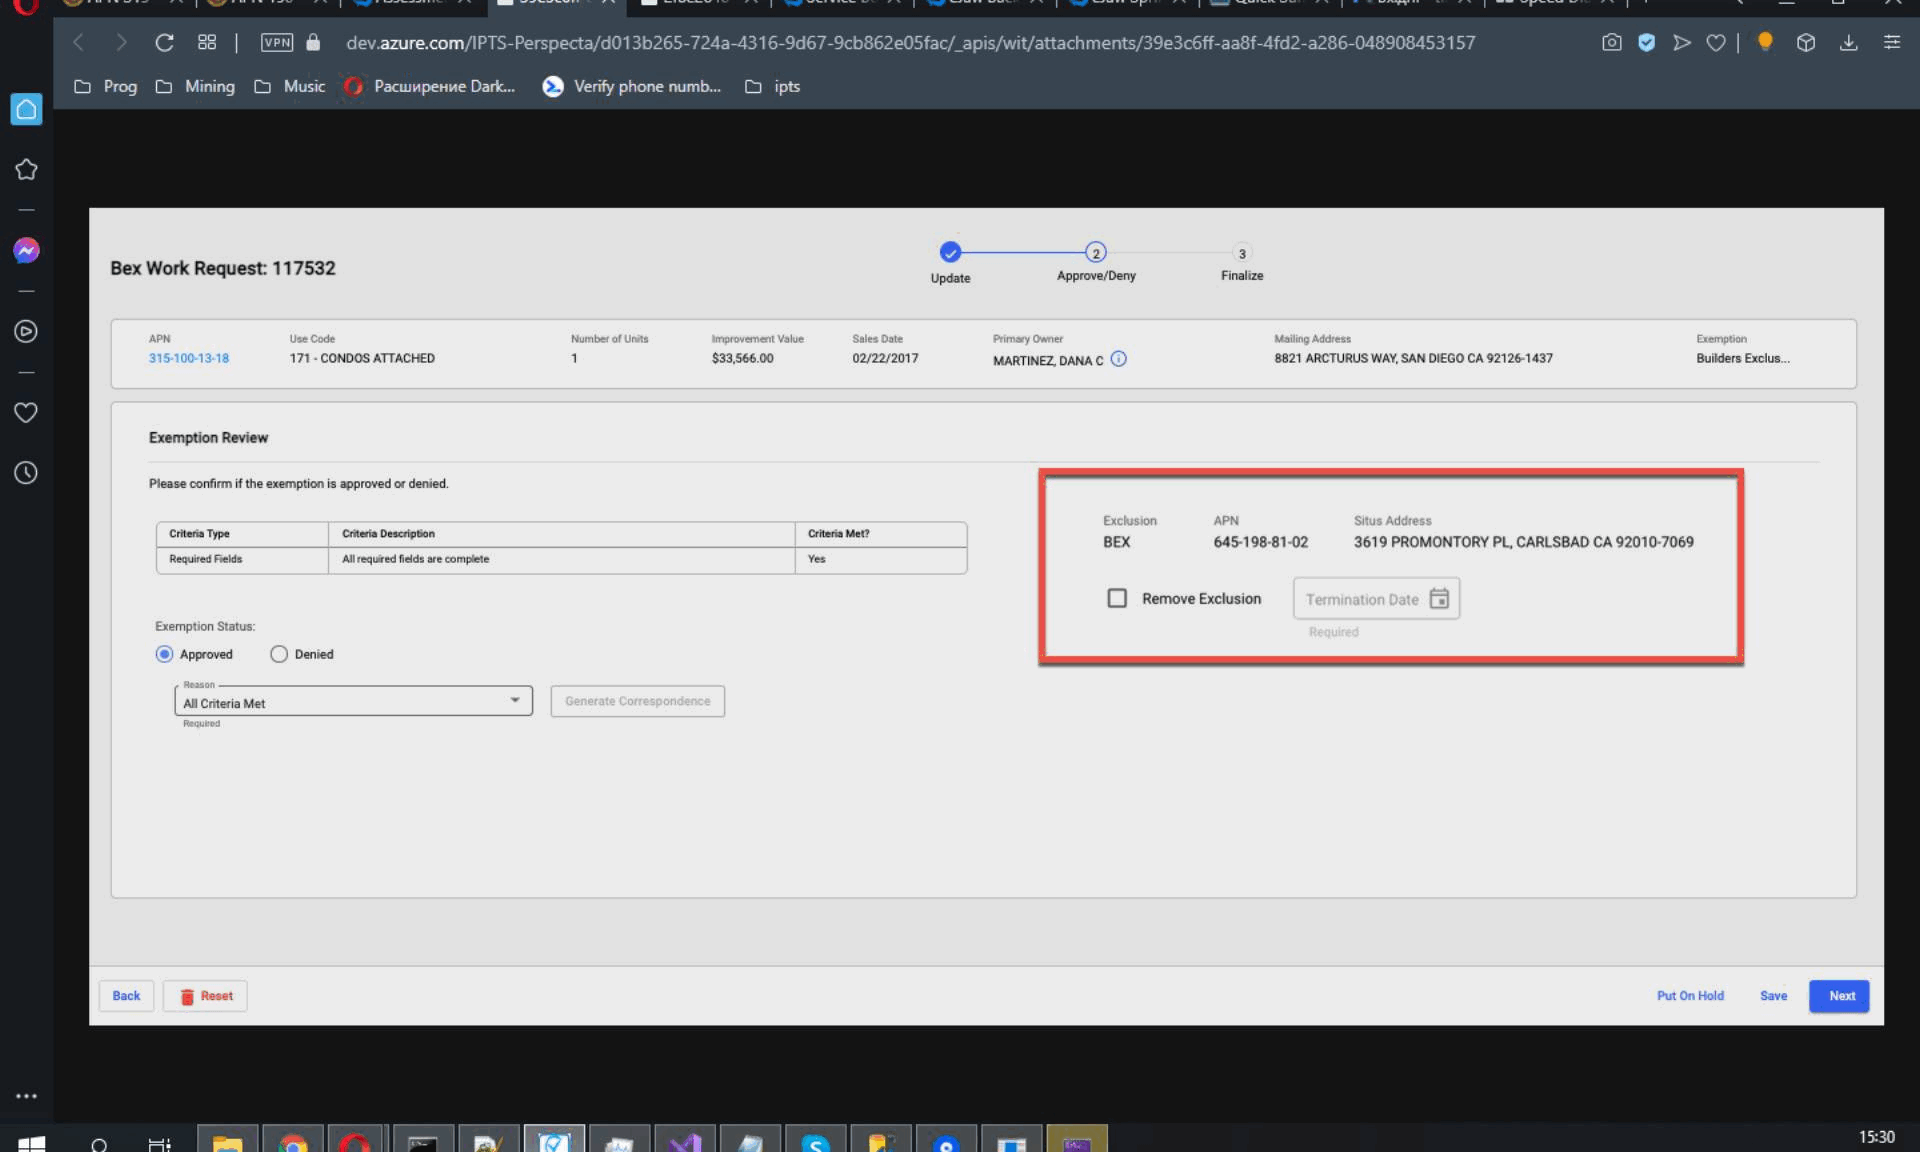 VPN dev.azure.com/IPTS-Perspecta/d013b265-724a-4316-9d67-9cb862e05fac/_apis/wit/attachments/39e3c6ff-aa8f-4fd2-a286-048908453157
Prog Mining Music Расширение Dark... Verify phone numb... ipts
Bex Work Request: 117532
2 3
Update Approve/Deny Finalize
APN Use Code Number of Units Improvement Value Sales Date Primary Owner Mailing Address Exemption
315-100-13-18 171 - CONDOS ATTACHED 1 $33,566.00 02/22/2017 MARTINEZ, DANA C 8821 ARCTURUS WAY, SAN DIEGO CA 92126-1437 Builders Exclus...
Exemption Review
Please confirm if the exemption is approved or denied.
Criteria Type Criteria Description Criteria Met?
Required Fields All required fields are complete Yes
Exemption Status:
Approved Denied
Reason
All Criteria Met Generate Correspondence
Required
Exclusion APN Situs Address
BEX 645-198-81-02 3619 PROMONTORY PL, CARLSBAD CA 92010-7069
Remove Exclusion Termination Date
Required
Back Reset Put On Hold Save Next
15:30